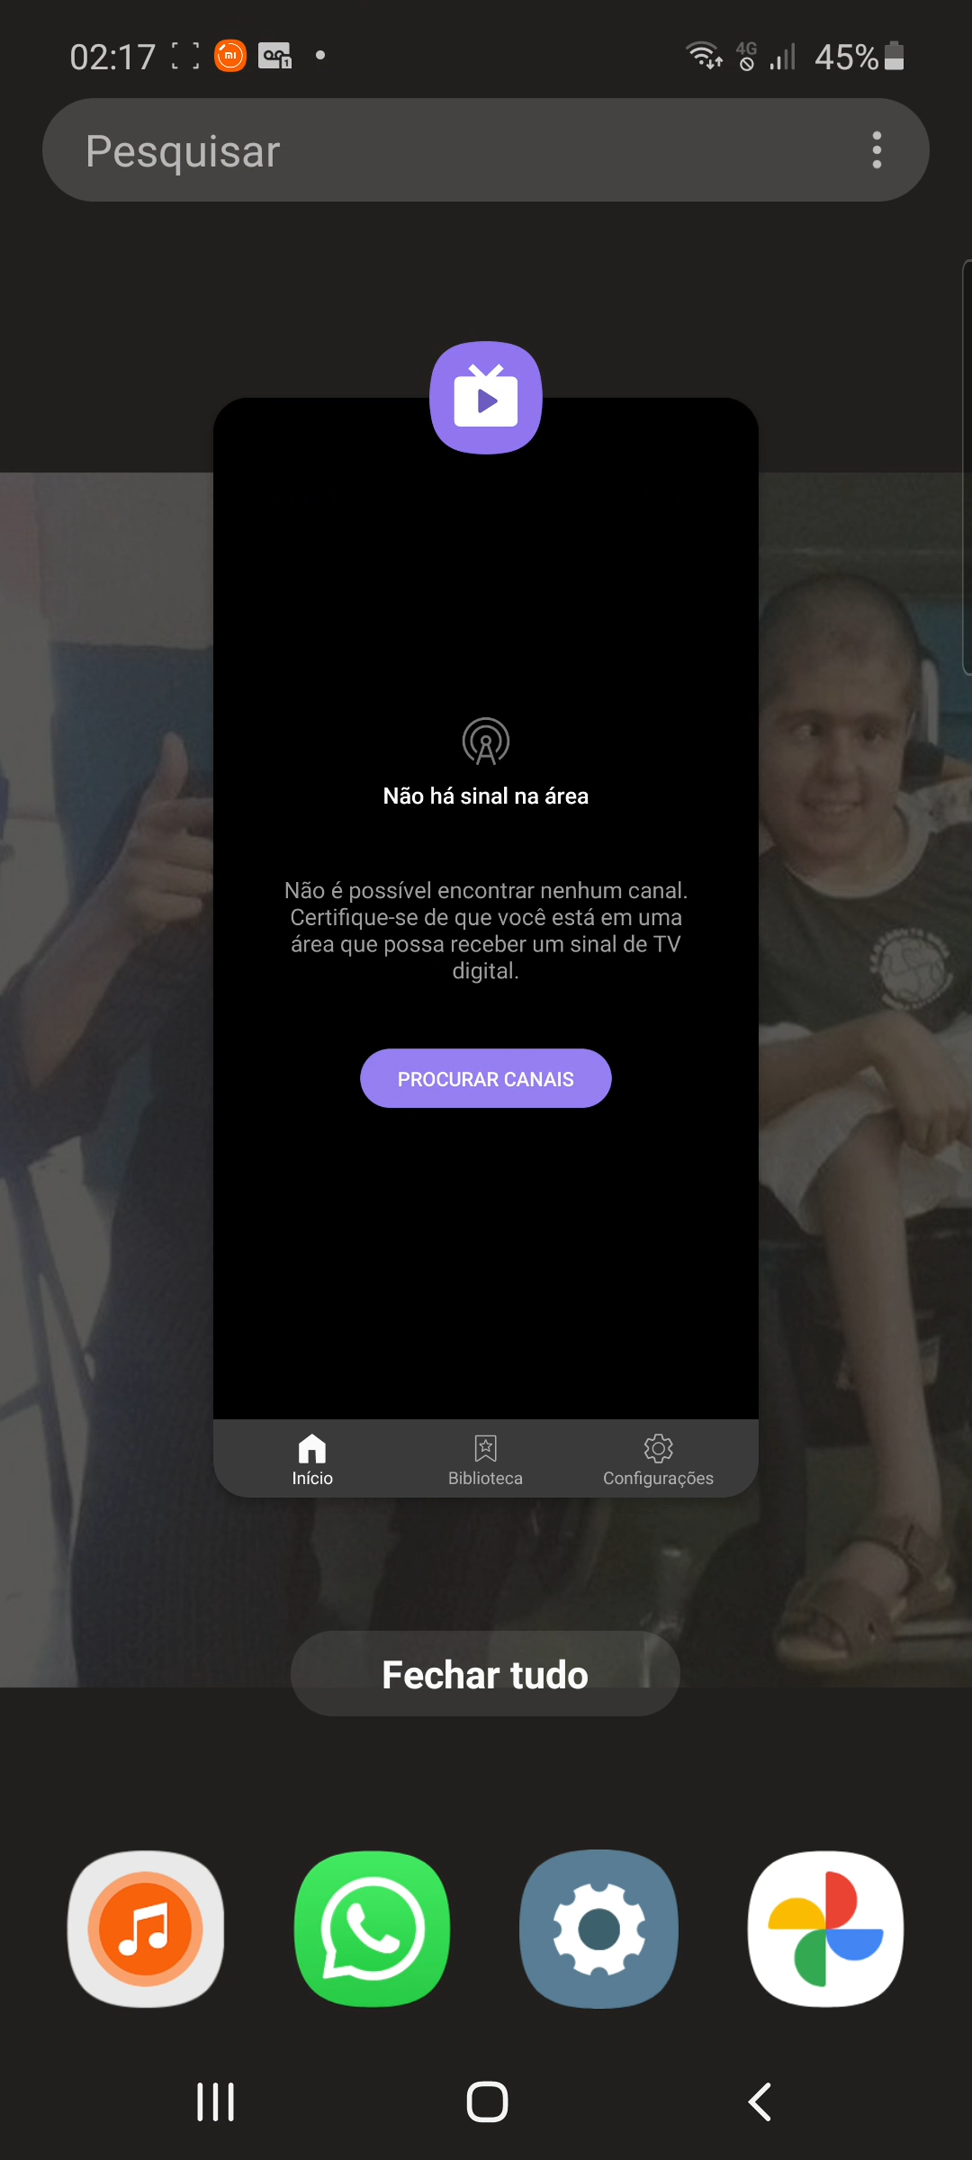 02:17
4G
45%
Pesquisar
Não há sinal na área
Não é possível encontrar nenhum canal.
Certifique-se de que você está em uma
área que possa receber um sinal de TV
digital.
PROCURAR CANAIS
Início
Biblioteca
Configurações
Fechar tudo